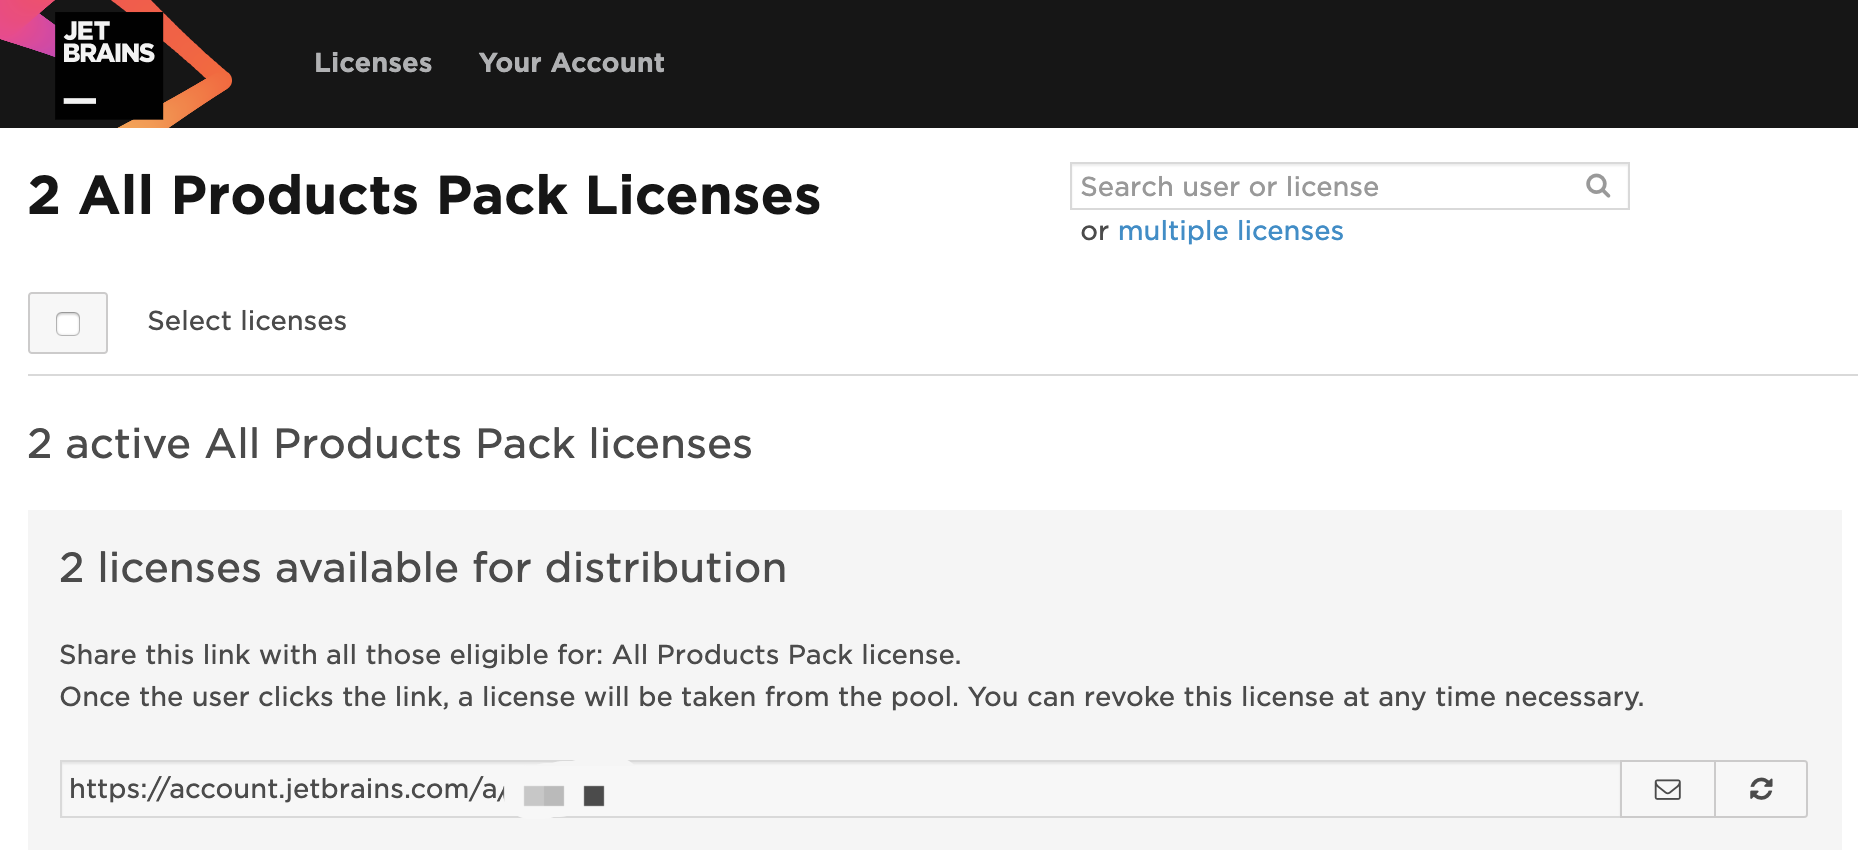 JET
BRAINS
Licenses Your Account
2 All Products Pack Licenses
Search user or license
or multiple licenses
Select licenses
2 active All Products Pack licenses
2 licenses available for distribution
Share this link with all those eligible for: All Products Pack license.
Once the user clicks the link, a license will be taken from the pool. You can revoke this license at any time necessary.
https://account.jetbrains.com/a/